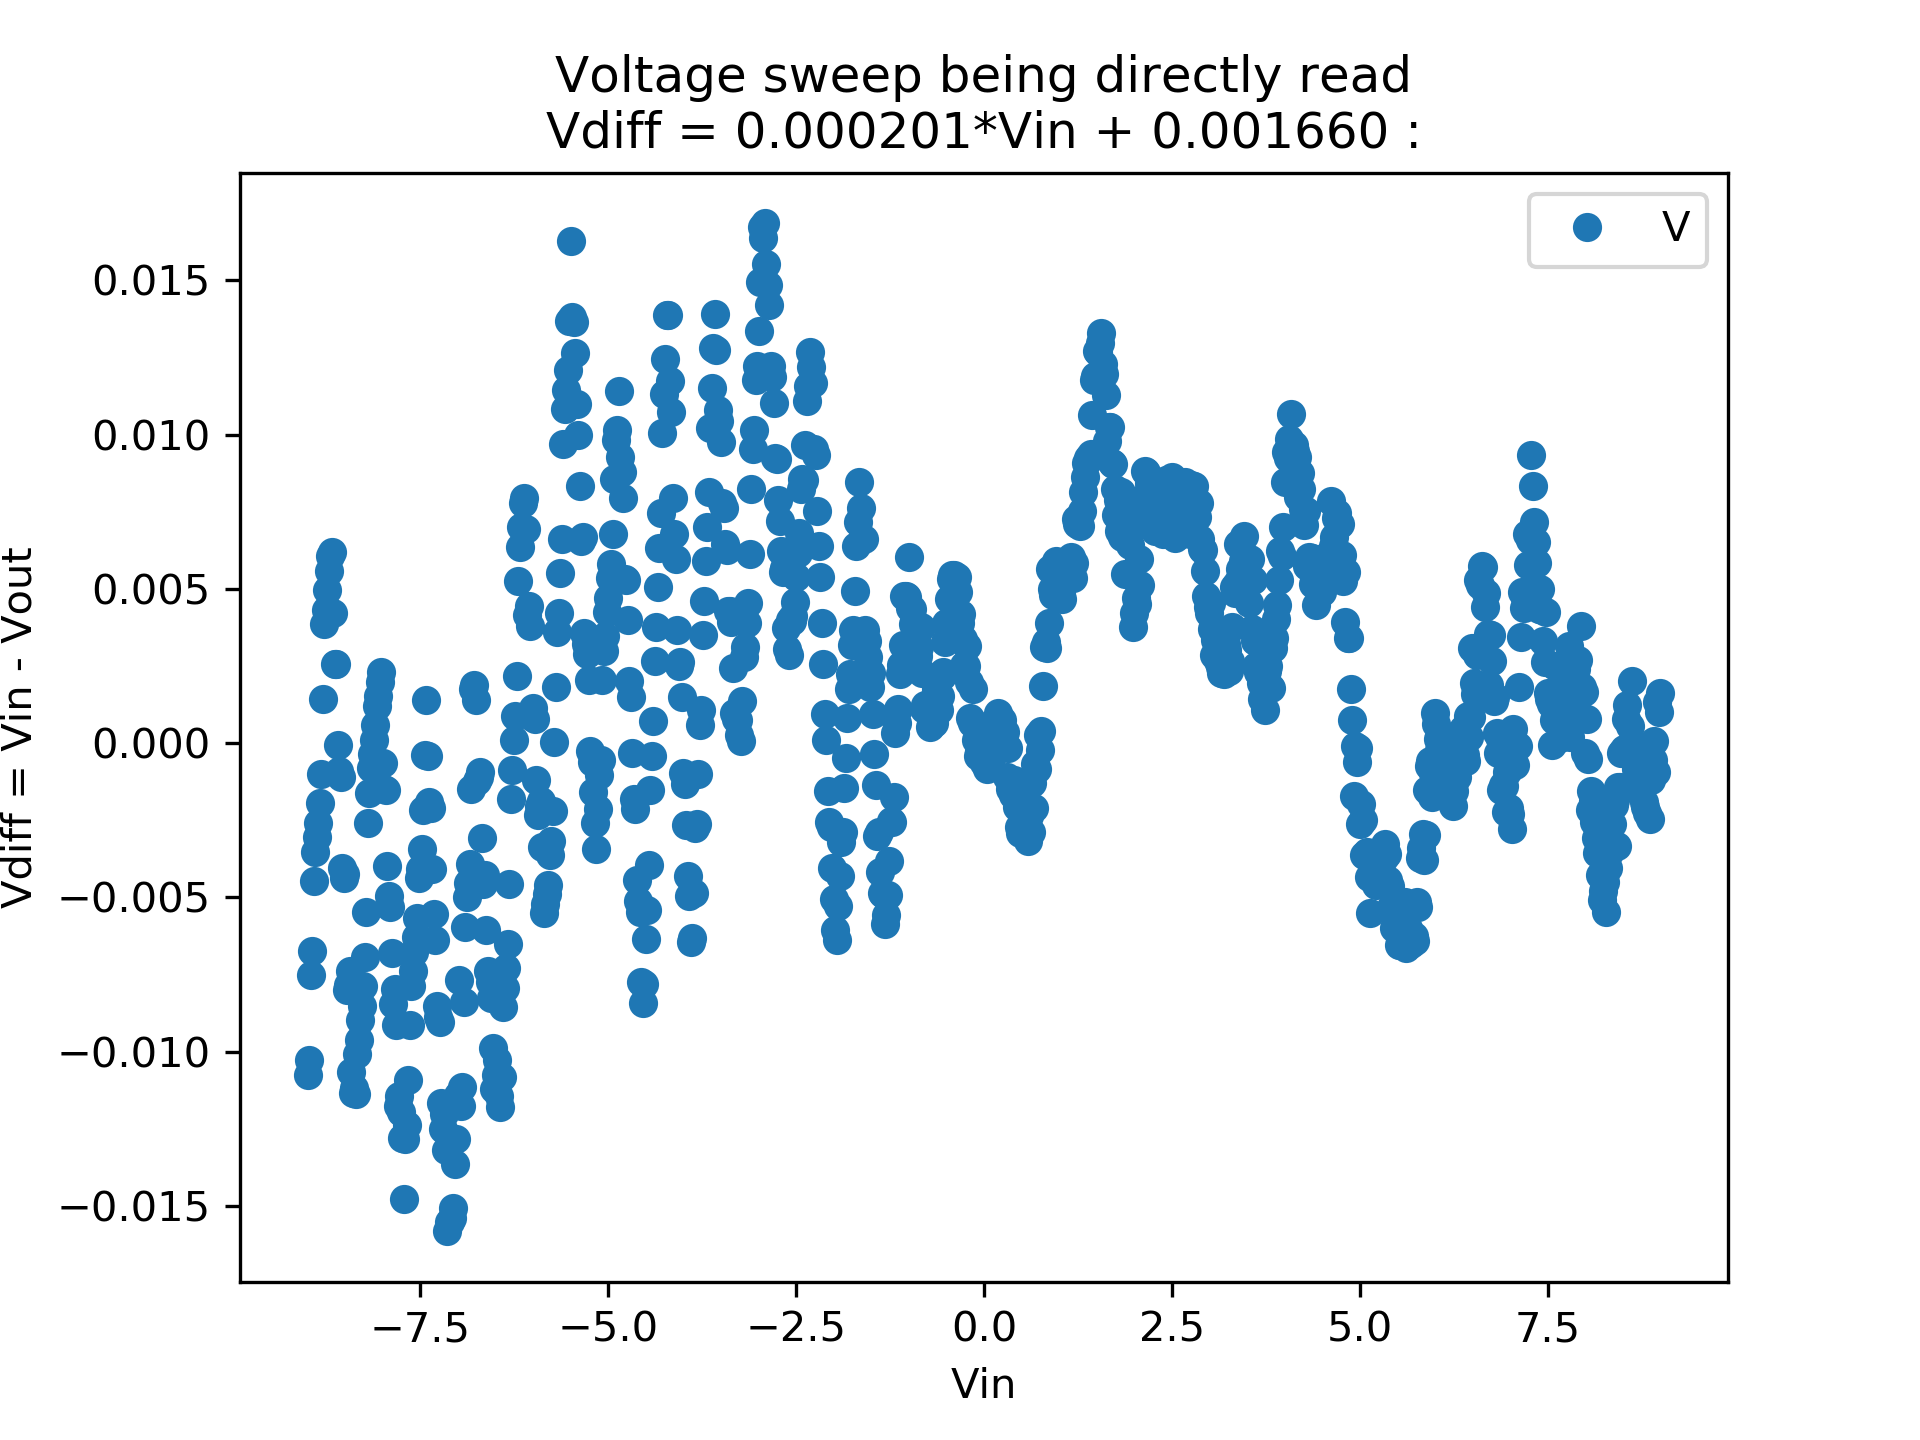 Voltage sweep being directly read
Vdiff = 0.000201*Vin + 0.001660 :
V
0.015
0.010
0.005
0.000
−0.005
−0.010
−0.015
Vdiff = Vin - Vout
−7.5
−5.0
−2.5
0.0
2.5
5.0
7.5
Vin